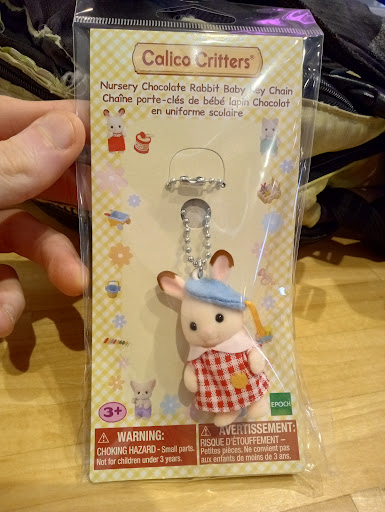 Calico Critters®
Nursery Chocolate Rabbit Baby Key Chain
Chaîne porte-clés de bébé lapin Chocolat
en uniforme sculaire
3+
EPOCH
WARNING:
CHOKING HAZARD - Small parts.
Not for children under 3 years.
AVERTISSEMENT:
RISQUE D'ÉTOUFFEMENT –
Petites pièces. Ne convient pas
aux enfants de moins de 3 ans.